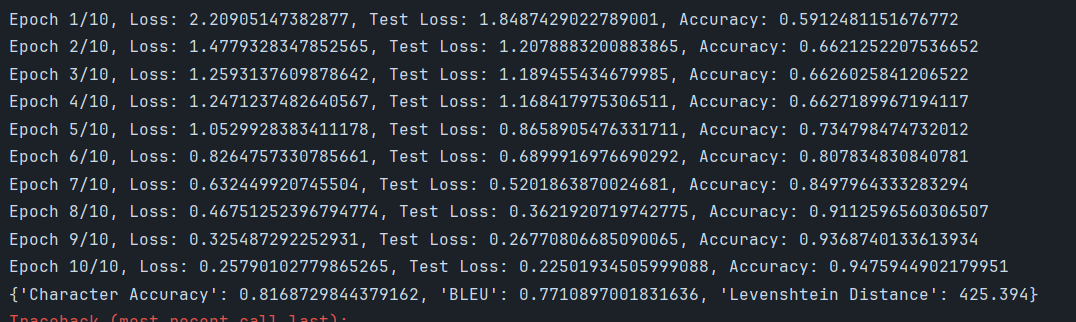 Epoch 1/10, Loss: 2.20905147382877, Test Loss: 1.8487429022789001, Accuracy: 0.5912481151676772
Epoch 2/10, Loss: 1.4779328347852565, Test Loss: 1.2078883200883865, Accuracy: 0.6621252207536652
Epoch 3/10, Loss: 1.2593137609878642, Test Loss: 1.189455434679985, Accuracy: 0.6626025841206522
Epoch 4/10, Loss: 1.2471237482640567, Test Loss: 1.168417975306511, Accuracy: 0.6627189967194117
Epoch 5/10, Loss: 1.0529928383411178, Test Loss: 0.8658905476331711, Accuracy: 0.734798474732012
Epoch 6/10, Loss: 0.8264757330785661, Test Loss: 0.6899916976690292, Accuracy: 0.807834830840781
Epoch 7/10, Loss: 0.632449920745504, Test Loss: 0.5201863870024681, Accuracy: 0.8497964333283294
Epoch 8/10, Loss: 0.46751252396794774, Test Loss: 0.3621920719742775, Accuracy: 0.9112596560306507
Epoch 9/10, Loss: 0.325487292252931, Test Loss: 0.26770806685090065, Accuracy: 0.9368740133613934
Epoch 10/10, Loss: 0.25790102779865265, Test Loss: 0.22501934505999088, Accuracy: 0.9475944902179951
{'Character Accuracy': 0.8168729844379162, 'BLEU': 0.7710897001831636, 'Levenshtein Distance': 425.394}
Traceback (most recent call last):